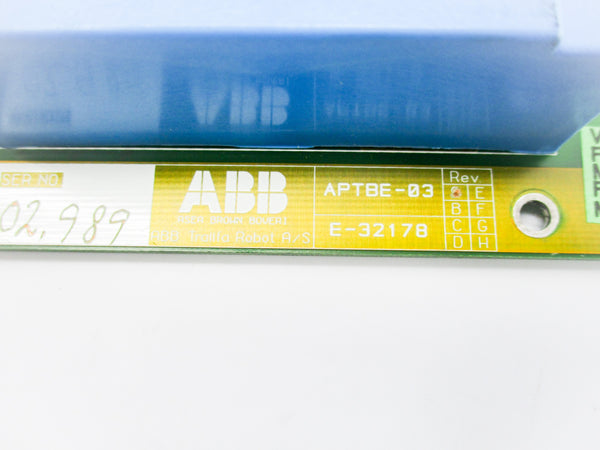 SER.NO.
02.989
ABB
ASEA BROWN BOVERI
ABB Trallfa Robot A/S
APTBE-03
E-32178
Rev.
E
B F
C G
D H